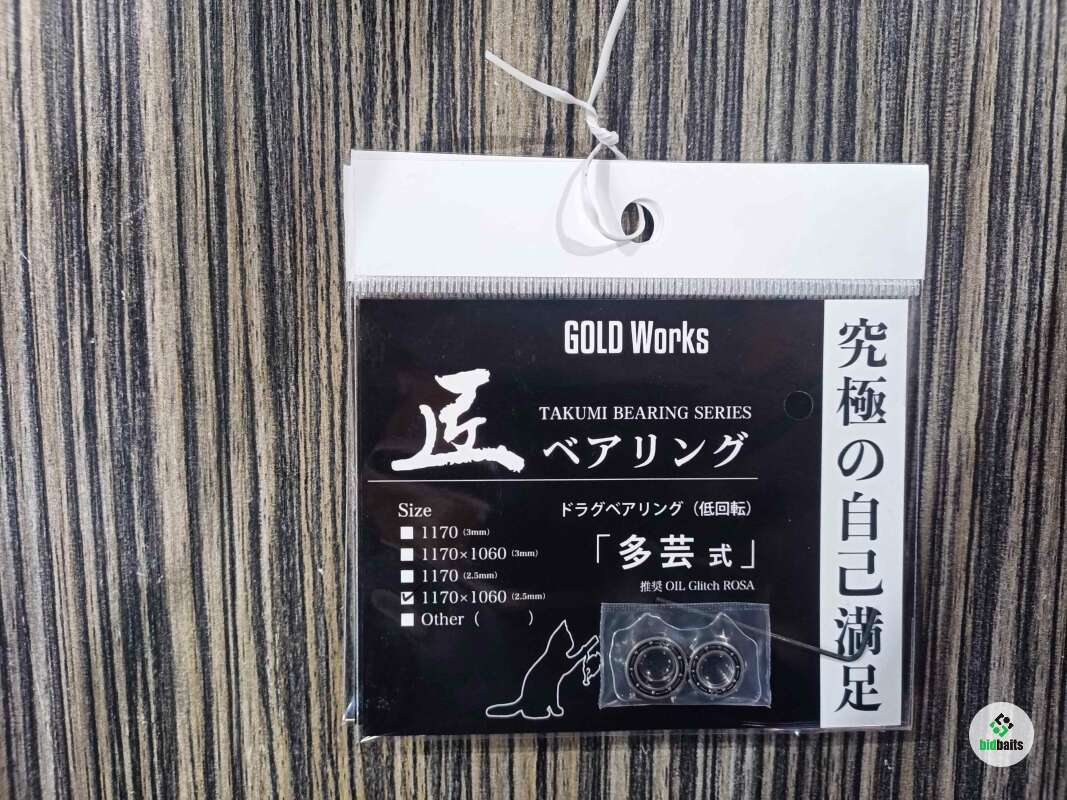 GOLD Works
匠
TAKUMI BEARING SERIES
ベアリング
Size
1170 (3mm)
1170×1060 (3mm)
1170 (2.5mm)
1170×1060 (2.5mm)
Other ( )
ドラグベアリング（低回転）
「多芸 式」
推奨 OIL Glitch ROSA
究極の自己満足
bidbaits